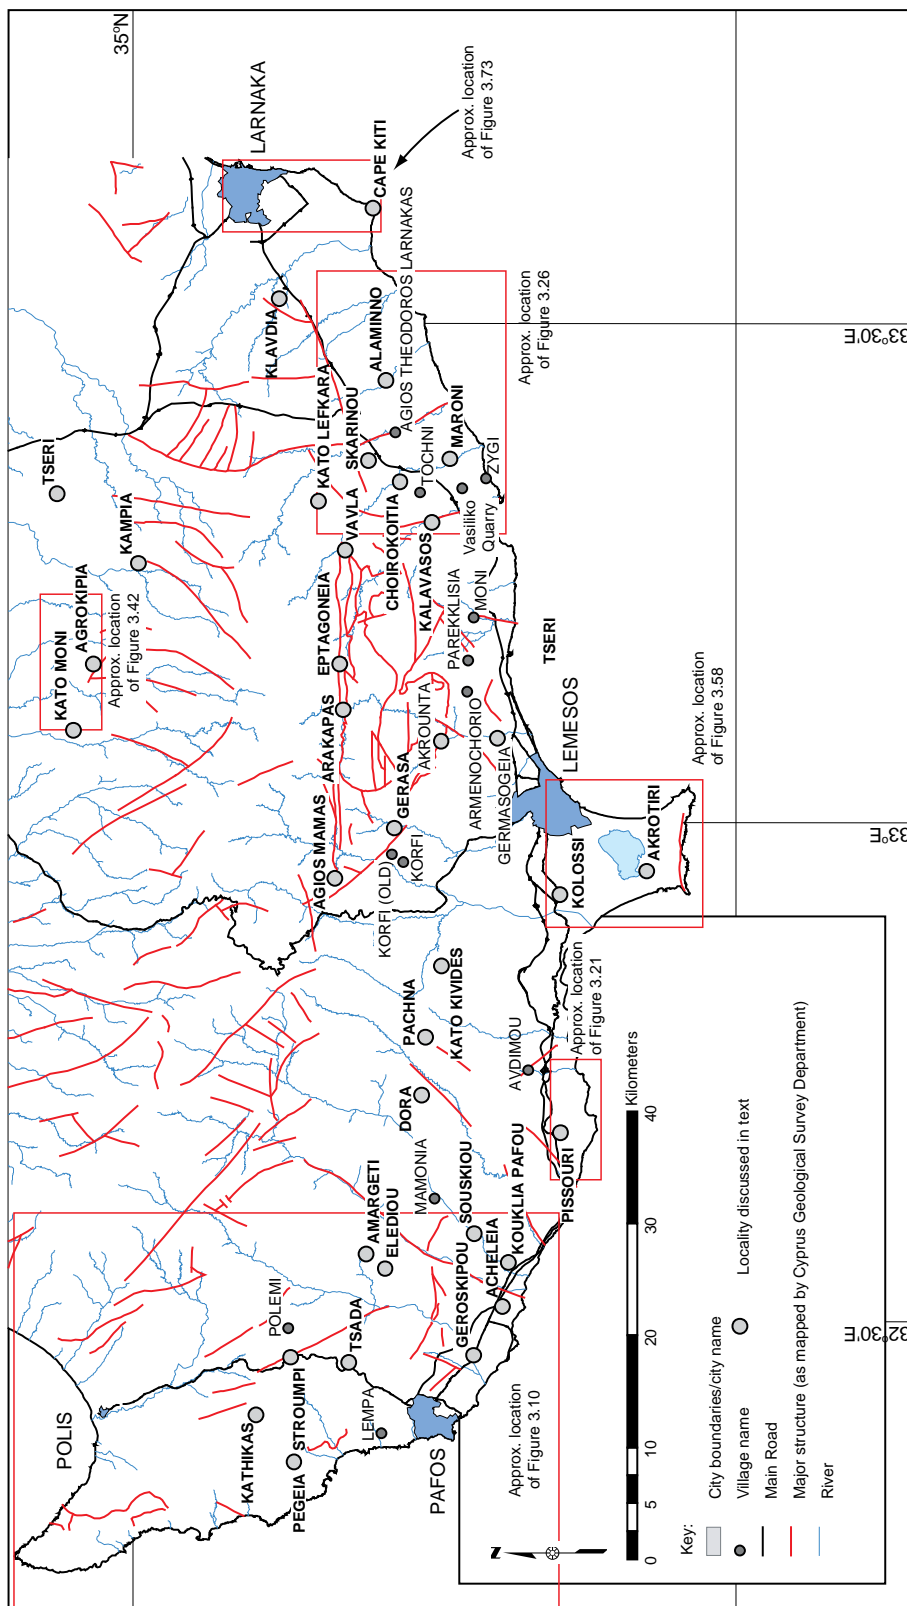 35ºN
LARNAKA
Approx. location
of Figure 3.73
CAPE KITI
AGIOS THEODOROS LARNAKAS
KLAVDIA
ALAMINNO
Approx. location
of Figure 3.26
33º30'E
TSERI
KAMPIA
KATO LEFKARA
SKARINOU
VAVLA
CHOIROKOITIA
TOCHNI
MARONI
ZYGI
Vasiliko
Quarry
KALAVASOS
KATO MONI
AGROKIPIA
Approx. location
of Figure 3.42
EPTAGONEIA
ARAKAPAS
PAREKKLISIA
MONI
TSERI
AKROUNTA
ARMENOCHORIO
GERMASOGEIA
LEMESOS
Approx. location
of Figure 3.58
AGIOS MAMAS
GERASA
KORFI (OLD)
KORFI
33ºE
AKROTIRI
KOLOSSI
KATO KIVIDES
PACHNA
AVDIMOU
Approx. location
of Figure 3.21
DORA
MAMONIA
SOUSKIOU
KOUKLIA PAFOU
PISSOURI
AMARGETI
ELEDIOU
ACHELEIA
GEROSKIPOU
POLEMI
TSADA
STROUMPI
32º30'E
POLIS
KATHIKAS
PEGEIA
LEMPA
PAFOS
Approx. location
of Figure 3.10
N
0
5
10
20
30
40
Kilometers
Key:
City boundaries/city name
Village name
Locality discussed in text
Main Road
Major structure (as mapped by Cyprus Geological Survey Department)
River